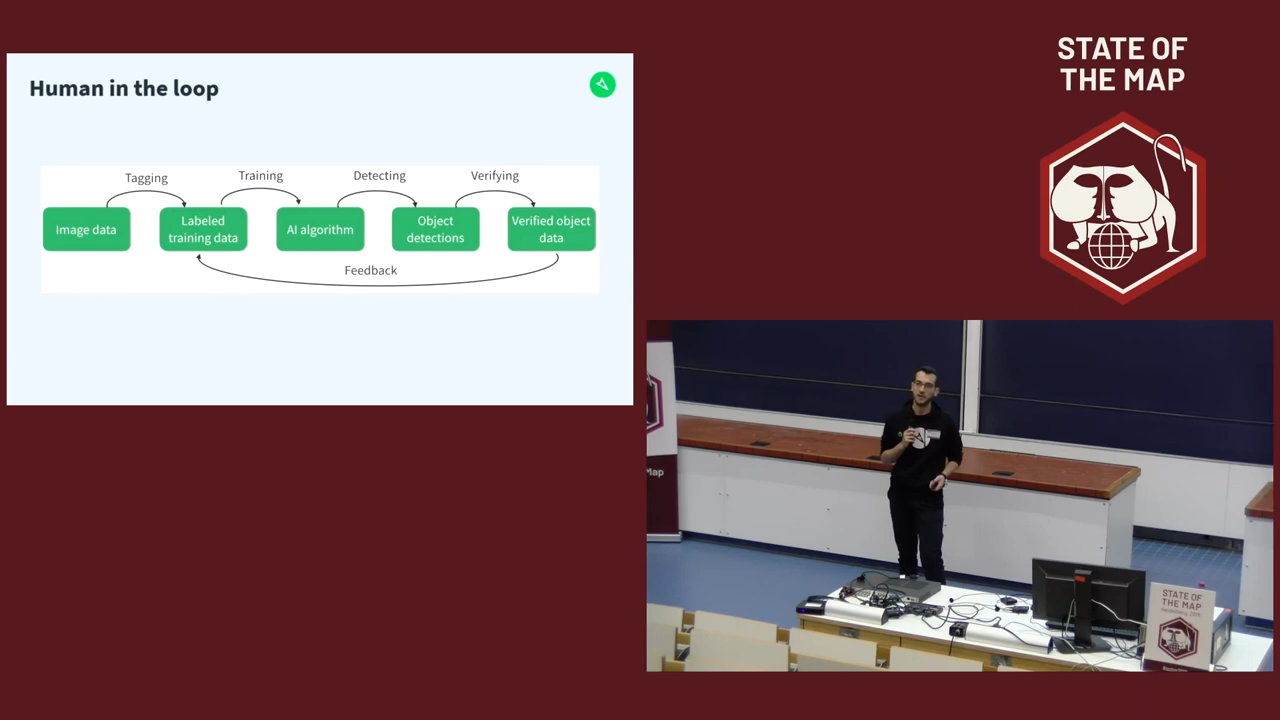 Human in the loop
Tagging
Training
Detecting
Verifying
Image data
Labeled
training data
AI algorithm
Object
detections
Verified object
data
Feedback
STATE OF
THE MAP
Map
STATE OF
THE MAP